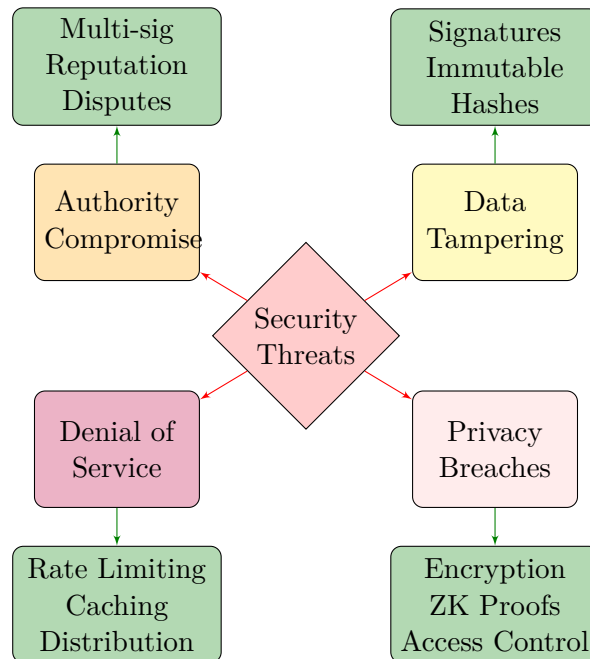 Multi-sig
Reputation
Disputes
Signatures
Immutable
Hashes
Authority
Compromise
Data
Tampering
Security
Threats
Denial of
Service
Privacy
Breaches
Rate Limiting
Caching
Distribution
Encryption
ZK Proofs
Access Control